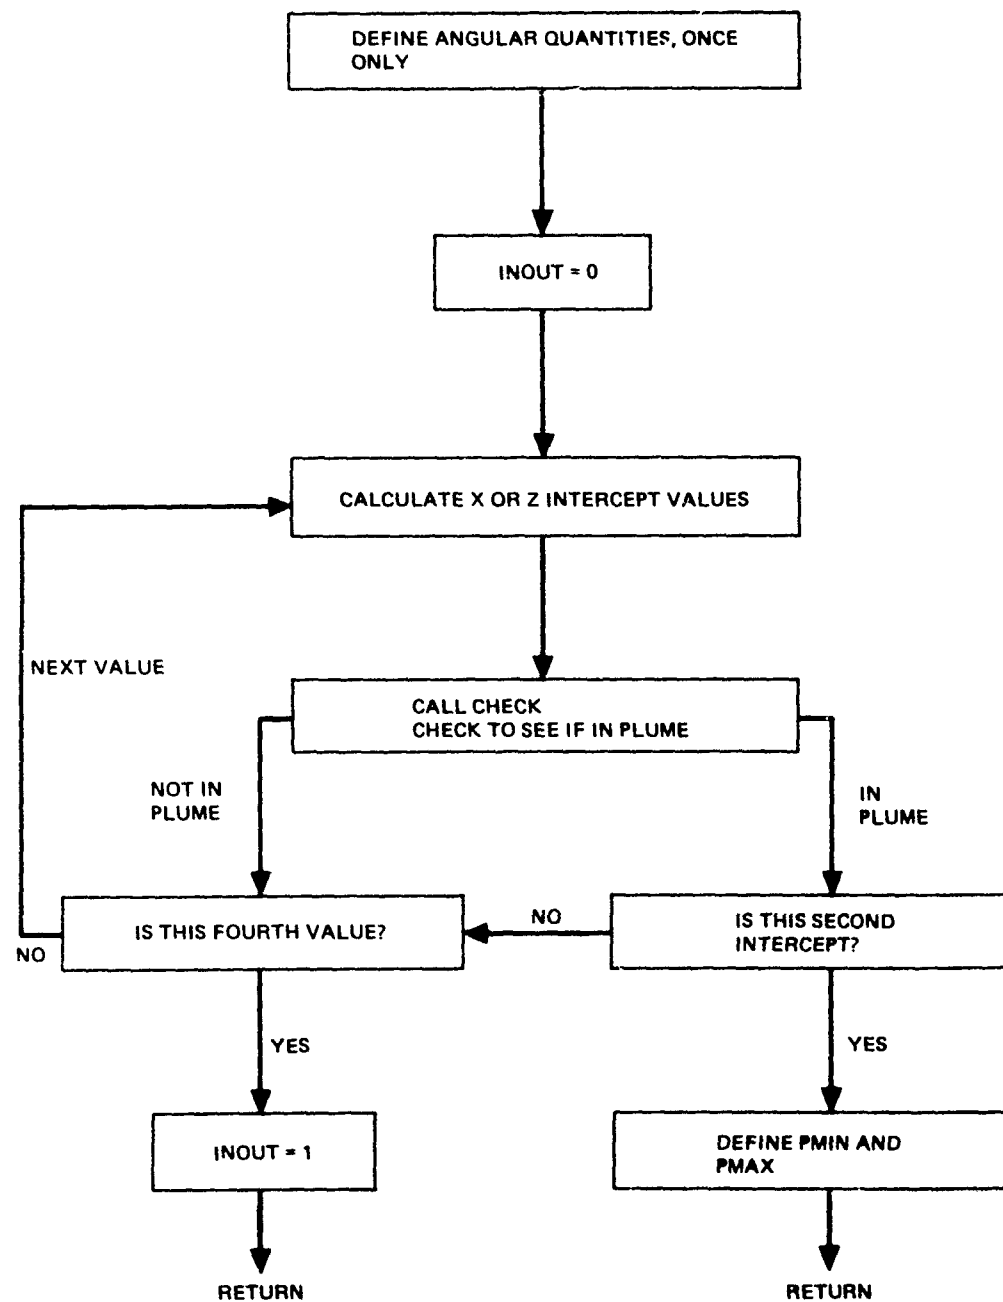 DEFINE ANGULAR QUANTITIES, ONCE
ONLY
INOUT = 0
CALCULATE X OR Z INTERCEPT VALUES
NEXT VALUE
CALL CHECK
CHECK TO SEE IF IN PLUME
NOT IN
PLUME
IN
PLUME
IS THIS FOURTH VALUE?
NO
IS THIS SECOND
INTERCEPT?
NO
YES
YES
INOUT = 1
DEFINE PMIN AND
PMAX
RETURN
RETURN